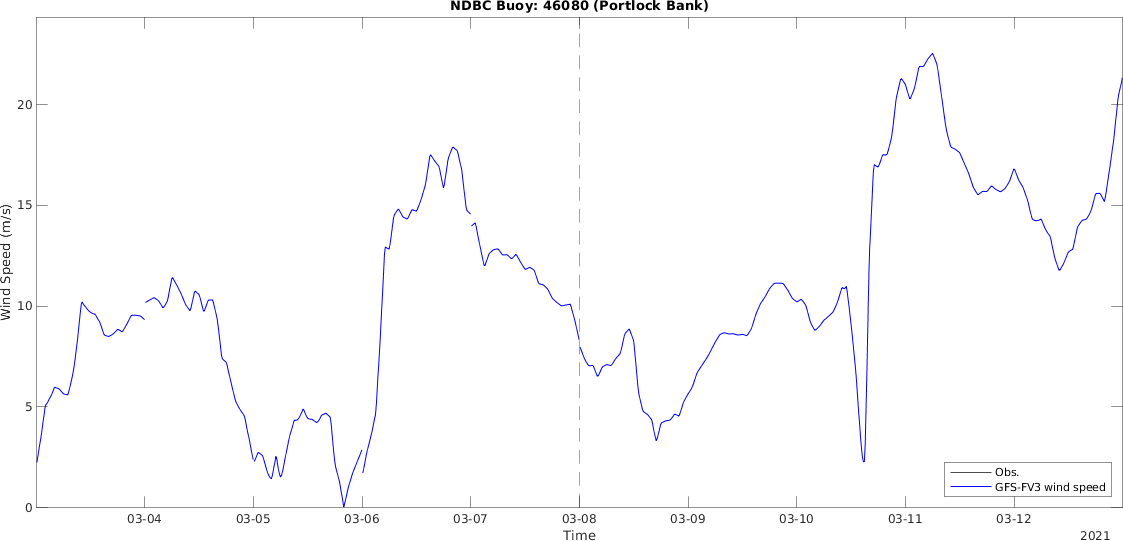 NDBC Buoy: 46080 (Portlock Bank)
Wind Speed (m/s)
20
15
10
5
0
03-04 03-05 03-06 03-07 03-08 03-09 03-10 03-11 03-12
Time
2021
Obs.
GFS-FV3 wind speed